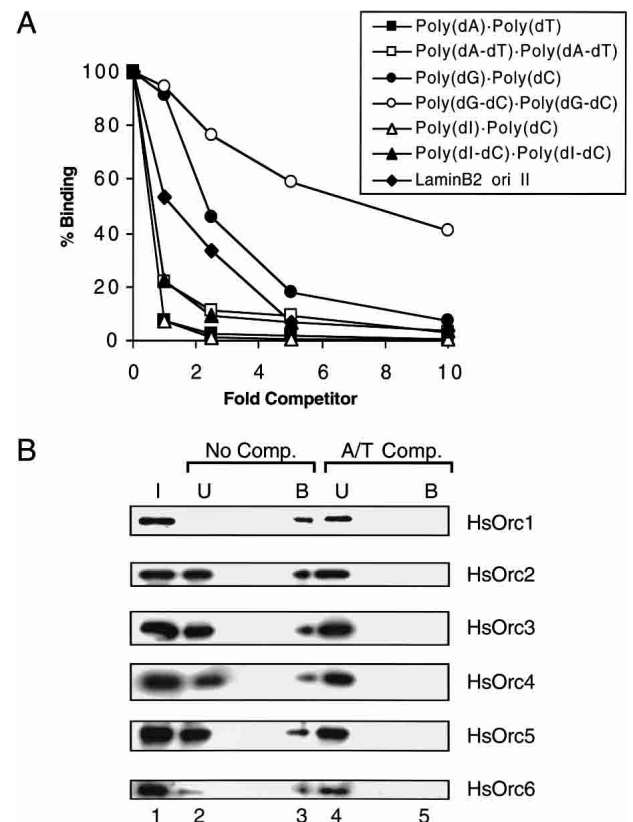 A
Poly(dA)·Poly(dT)
Poly(dA-dT)·Poly(dA-dT)
Poly(dG)·Poly(dC)
Poly(dG-dC)·Poly(dG-dC)
Poly(dI)·Poly(dC)
Poly(dI-dC)·Poly(dI-dC)
LaminB2 ori II
100
80
60
40
20
0
% Binding
0 2 4 6 8 10
Fold Competitor
B
No Comp. A/T Comp.
I U B U B
HsOrc1
HsOrc2
HsOrc3
HsOrc4
HsOrc5
HsOrc6
1 2 3 4 5